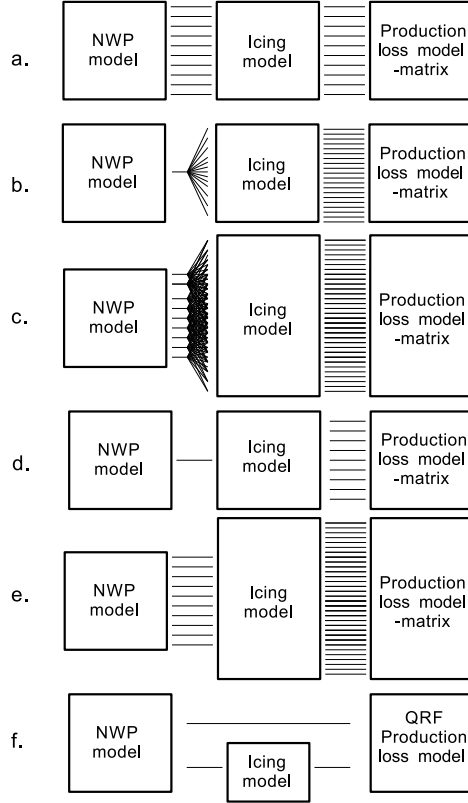 a.
NWP
model
Icing
model
Production
loss model
-matrix
b.
NWP
model
Icing
model
Production
loss model
-matrix
c.
NWP
model
Icing
model
Production
loss model
-matrix
d.
NWP
model
Icing
model
Production
loss model
-matrix
e.
NWP
model
Icing
model
Production
loss model
-matrix
f.
NWP
model
Icing
model
QRF
Production
loss model